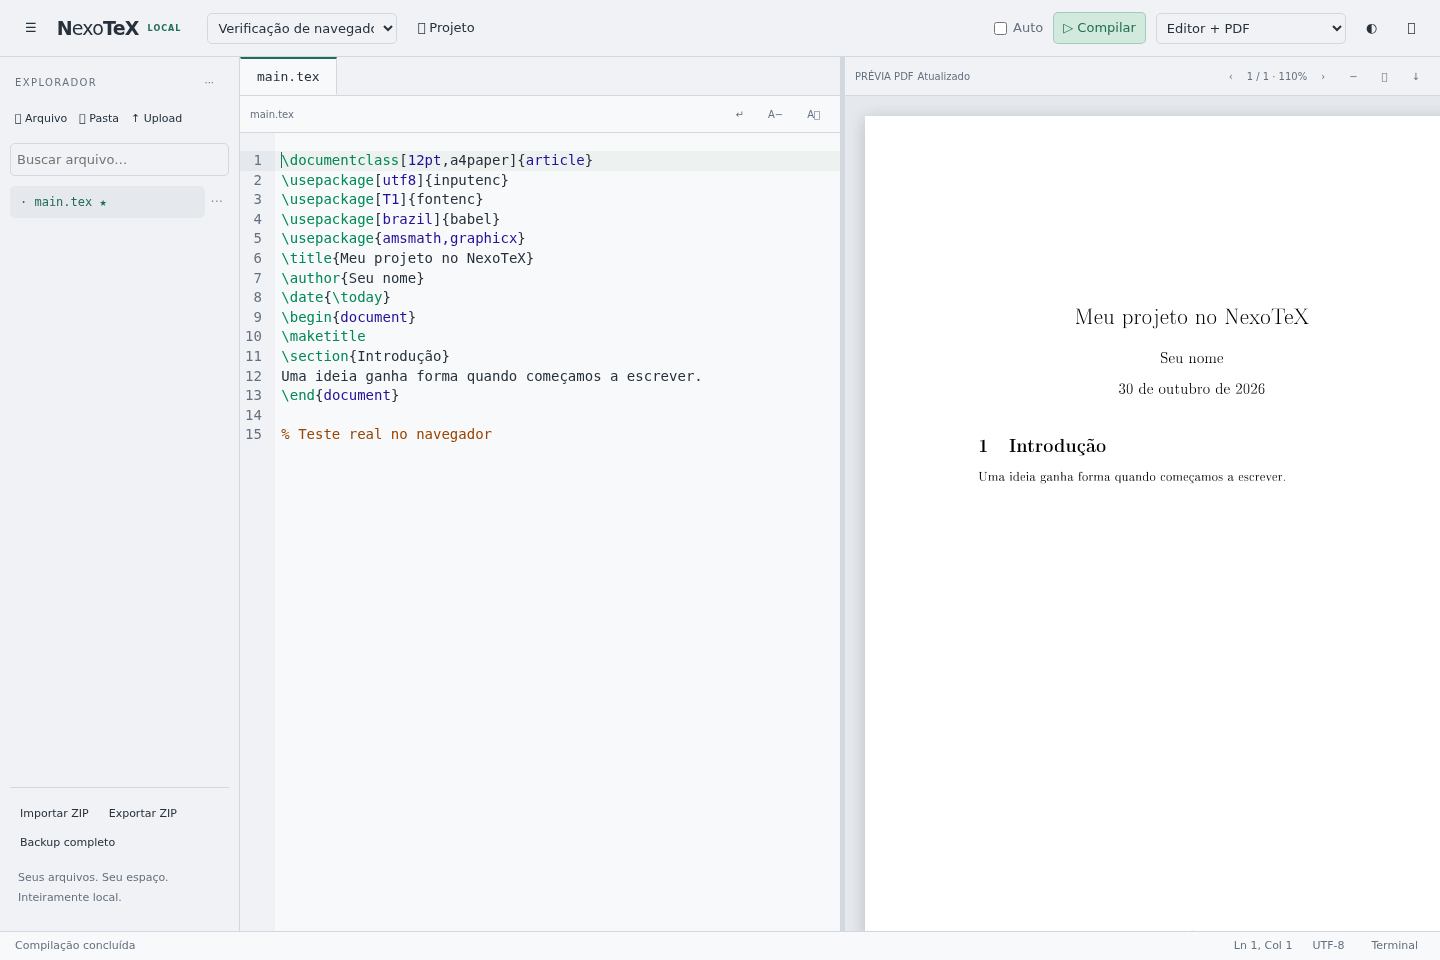 ☰ NexoTeX LOCAL Verificação de navegado Projeto Auto ▷ Compilar Editor + PDF ◐
EXPLORADOR ···
Arquivo Pasta ↑ Upload
Buscar arquivo...
· main.tex ★ ···
Importar ZIP Exportar ZIP
Backup completo
Seus arquivos. Seu espaço.
Inteiramente local.
main.tex
main.tex ↵ A− A
1 \documentclass[12pt,a4paper]{article}
2 \usepackage[utf8]{inputenc}
3 \usepackage[T1]{fontenc}
4 \usepackage[brazil]{babel}
5 \usepackage{amsmath,graphicx}
6 \title{Meu projeto no NexoTeX}
7 \author{Seu nome}
8 \date{\today}
9 \begin{document}
10 \maketitle
11 \section{Introdução}
12 Uma ideia ganha forma quando começamos a escrever.
13 \end{document}
14
15 % Teste real no navegador
PRÉVIA PDF Atualizado ‹ 1 / 1 · 110% › − ↓
Meu projeto no NexoTeX
Seu nome
30 de outubro de 2026
1 Introdução
Uma ideia ganha forma quando começamos a escrever.
Compilação concluída Ln 1, Col 1 UTF-8 Terminal